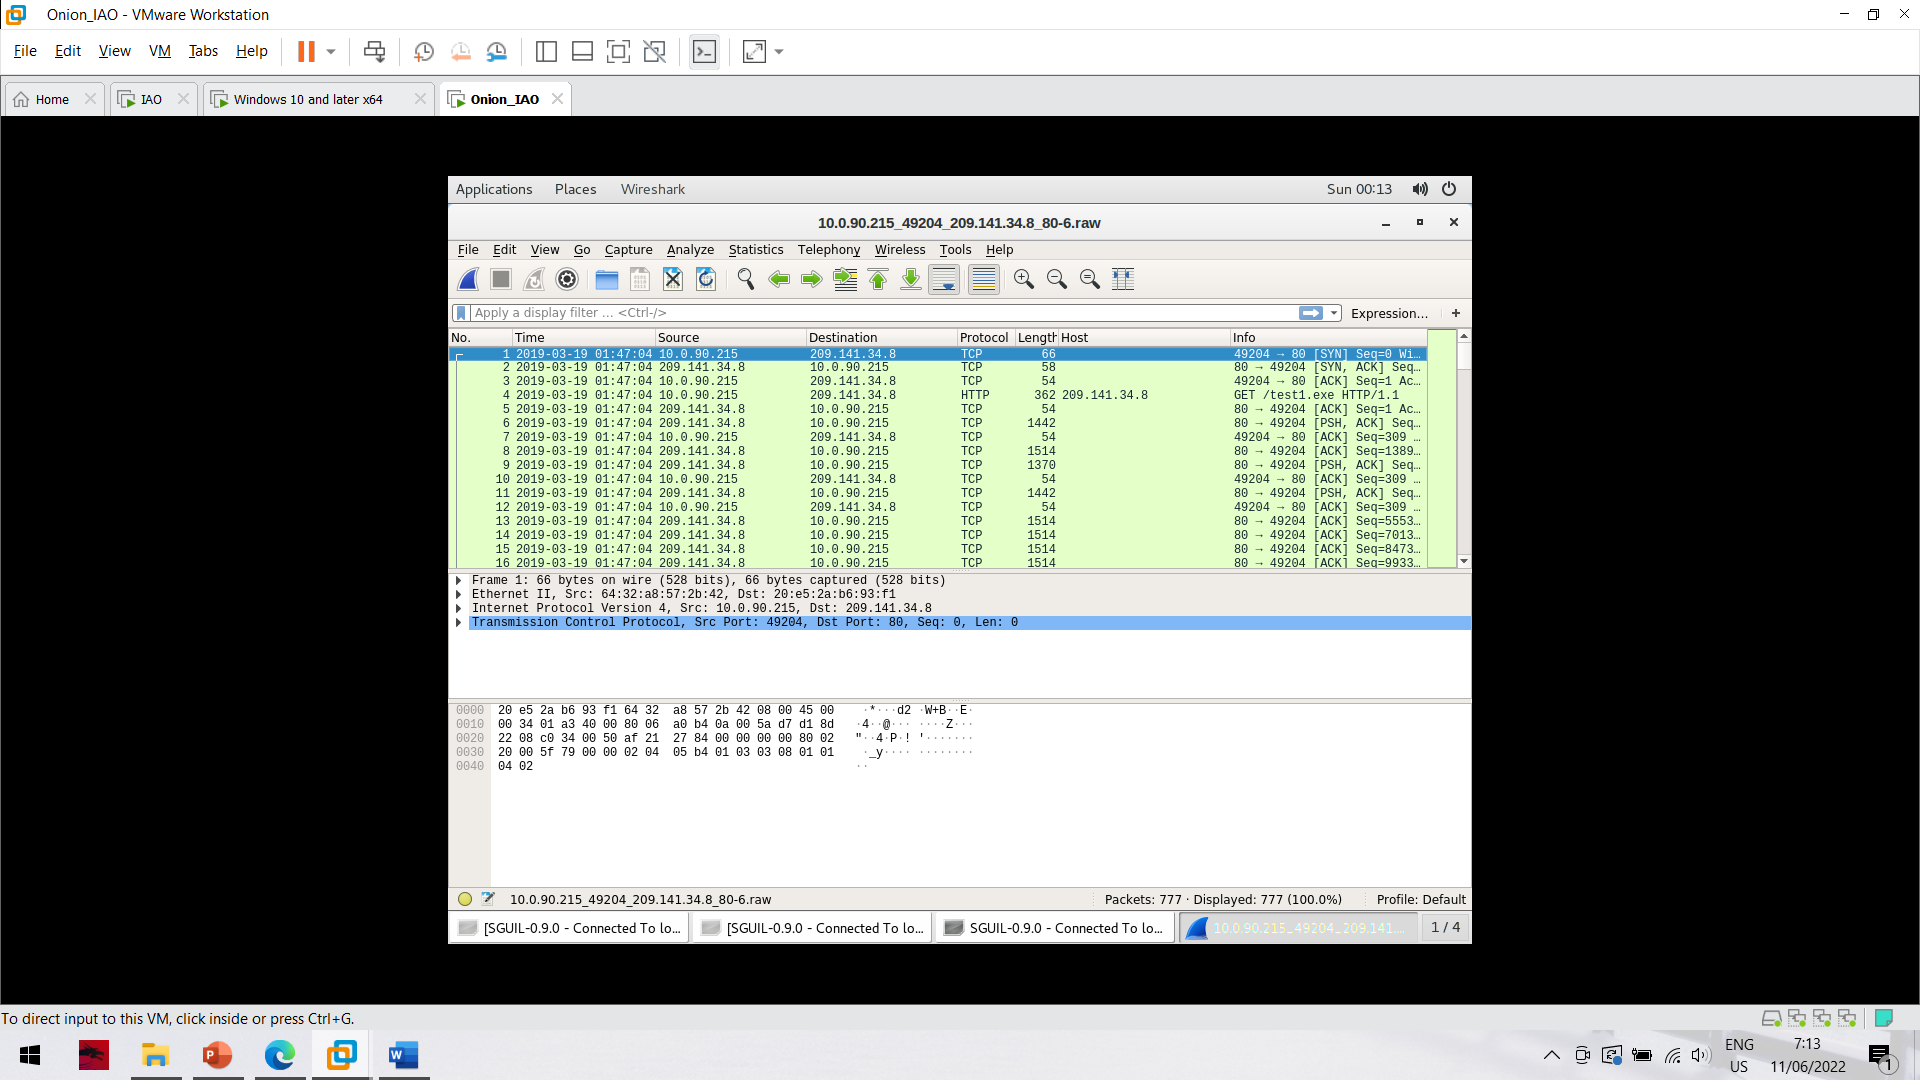 Onion_IAO - VMware Workstation
File Edit View VM Tabs Help
Home IAO Windows 10 and later x64 Onion_IAO
Applications Places Wireshark Sun 00:13
10.0.90.215_49204_209.141.34.8_80-6.raw
File Edit View Go Capture Analyze Statistics Telephony Wireless Tools Help
Apply a display filter ... <Ctrl-/> Expression... +
No. Time Source Destination Protocol Length Host Info
1 2019-03-19 01:47:04 10.0.90.215 209.141.34.8 TCP 66 49204 → 80 [SYN] Seq=0 Wi…
2 2019-03-19 01:47:04 209.141.34.8 10.0.90.215 TCP 58 80 → 49204 [SYN, ACK] Seq…
3 2019-03-19 01:47:04 10.0.90.215 209.141.34.8 TCP 54 49204 → 80 [ACK] Seq=1 Ac…
4 2019-03-19 01:47:04 10.0.90.215 209.141.34.8 HTTP 362 209.141.34.8 GET /test1.exe HTTP/1.1
5 2019-03-19 01:47:04 209.141.34.8 10.0.90.215 TCP 54 80 → 49204 [ACK] Seq=1 Ac…
6 2019-03-19 01:47:04 209.141.34.8 10.0.90.215 TCP 1442 80 → 49204 [PSH, ACK] Seq…
7 2019-03-19 01:47:04 10.0.90.215 209.141.34.8 TCP 54 49204 → 80 [ACK] Seq=309 …
8 2019-03-19 01:47:04 209.141.34.8 10.0.90.215 TCP 1514 80 → 49204 [ACK] Seq=1389…
9 2019-03-19 01:47:04 209.141.34.8 10.0.90.215 TCP 1370 80 → 49204 [PSH, ACK] Seq…
10 2019-03-19 01:47:04 10.0.90.215 209.141.34.8 TCP 54 49204 → 80 [ACK] Seq=309 …
11 2019-03-19 01:47:04 209.141.34.8 10.0.90.215 TCP 1442 80 → 49204 [PSH, ACK] Seq…
12 2019-03-19 01:47:04 10.0.90.215 209.141.34.8 TCP 54 49204 → 80 [ACK] Seq=309 …
13 2019-03-19 01:47:04 209.141.34.8 10.0.90.215 TCP 1514 80 → 49204 [ACK] Seq=5553…
14 2019-03-19 01:47:04 209.141.34.8 10.0.90.215 TCP 1514 80 → 49204 [ACK] Seq=7013…
15 2019-03-19 01:47:04 209.141.34.8 10.0.90.215 TCP 1514 80 → 49204 [ACK] Seq=8473…
16 2019-03-19 01:47:04 209.141.34.8 10.0.90.215 TCP 1514 80 → 49204 [ACK] Seq=9933…
Frame 1: 66 bytes on wire (528 bits), 66 bytes captured (528 bits)
Ethernet II, Src: 64:32:a8:57:2b:42, Dst: 20:e5:2a:b6:93:f1
Internet Protocol Version 4, Src: 10.0.90.215, Dst: 209.141.34.8
Transmission Control Protocol, Src Port: 49204, Dst Port: 80, Seq: 0, Len: 0
0000 20 e5 2a b6 93 f1 64 32 a8 57 2b 42 08 00 45 00 ·*···d2 ·W+B··E·
0010 00 34 01 a3 40 00 80 06 a0 b4 0a 00 5a d7 d1 8d ·4··@··· ····Z···
0020 22 08 c0 34 00 50 af 21 27 84 00 00 00 00 80 02 "··4·P·! '·······
0030 20 00 5f 79 00 00 02 04 05 b4 01 03 03 08 01 01 ·_y···· ········
0040 04 02 ··
10.0.90.215_49204_209.141.34.8_80-6.raw Packets: 777 · Displayed: 777 (100.0%) Profile: Default
[SGUIL-0.9.0 - Connected To lo... [SGUIL-0.9.0 - Connected To lo... SGUIL-0.9.0 - Connected To lo... 10.0.90.215_49204_209.141.... 1 / 4
To direct input to this VM, click inside or press Ctrl+G.
ENG 7:13
US 11/06/2022 1